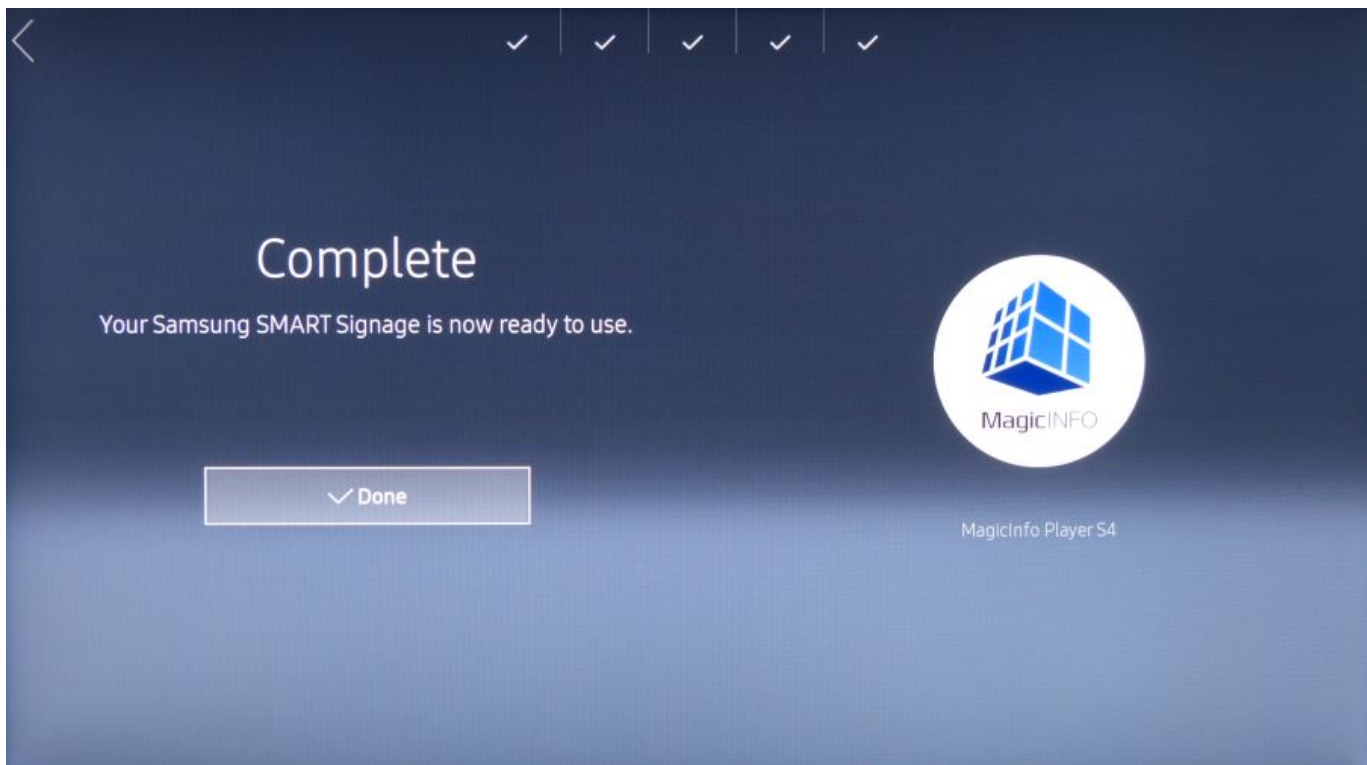 Complete
Your Samsung SMART Signage is now ready to use.
Done
MagicINFO
MagicInfo Player S4